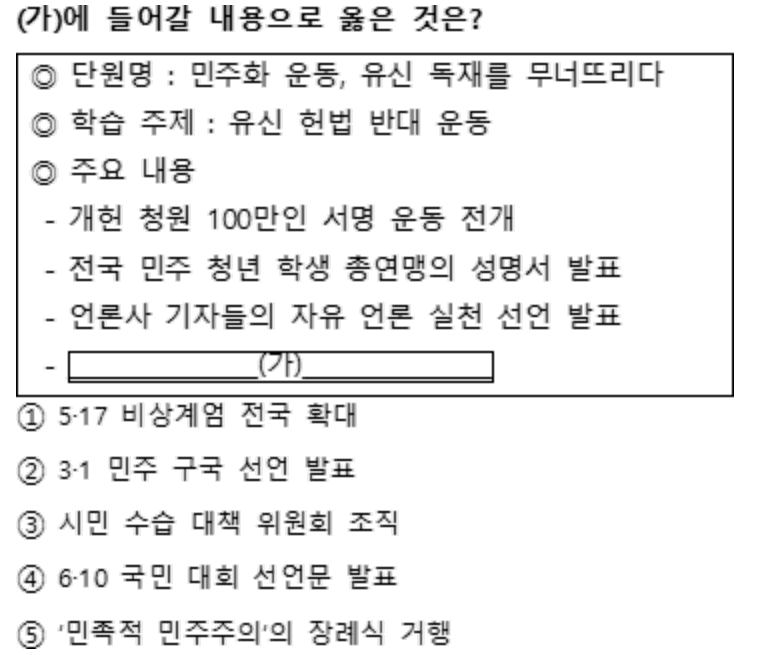 (가)에 들어갈 내용으로 옳은 것은?
◎ 단원명 : 민주화 운동, 유신 독재를 무너뜨리다
◎ 학습 주제 : 유신 헌법 반대 운동
◎ 주요 내용
- 개헌 청원 100만인 서명 운동 전개
- 전국 민주 청년 학생 총연맹의 성명서 발표
- 언론사 기자들의 자유 언론 실천 선언 발표
- ____________(가)____________
① 5·17 비상계엄 전국 확대
② 3·1 민주 구국 선언 발표
③ 시민 수습 대책 위원회 조직
④ 6·10 국민 대회 선언문 발표
⑤ ‘민족적 민주주의’의 장례식 거행